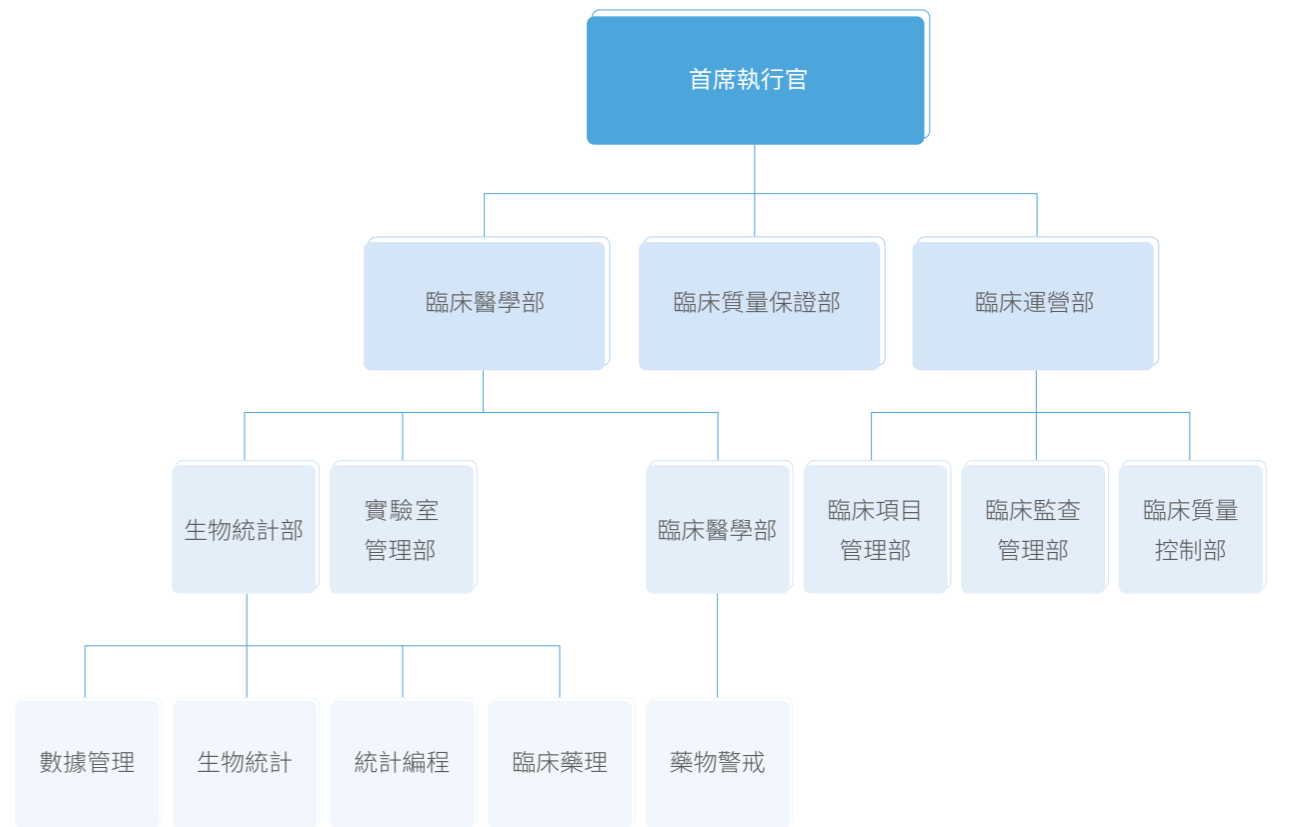 首席執行官
臨床醫學部
臨床質量保證部
臨床運營部
生物統計部
實驗室
管理部
臨床醫學部
臨床項目
管理部
臨床監查
管理部
臨床質量
控制部
數據管理
生物統計
統計編程
臨床藥理
藥物警戒